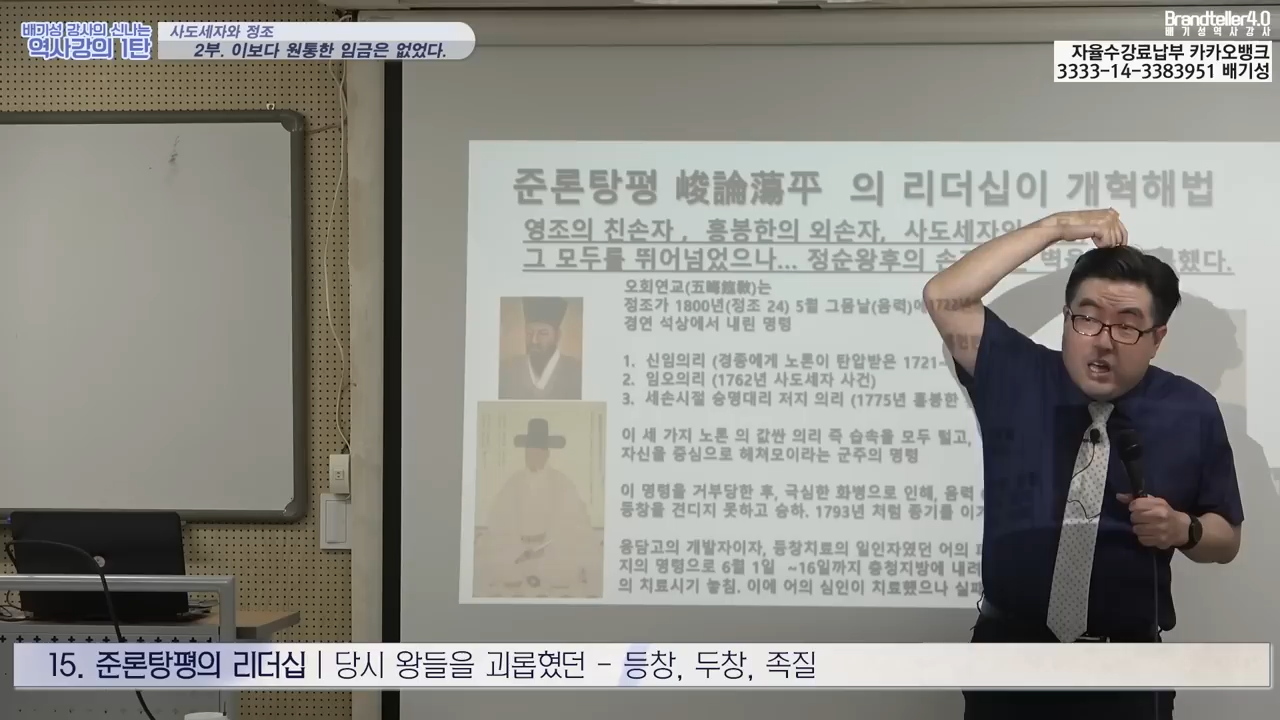 배기성 강사의 신나는
역사강의 1탄
사도세자와 정조
2부. 이보다 원통한 임금은 없었다.
Brandteller4.0
배기성역사강사
자율수강료납부 카카오뱅크
3333-14-3383951 배기성
준론탕평 峻論蕩平 의 리더십이 개혁해법
영조의 친손자, 홍봉한의 외손자, 사도세자의
그 모두를 뛰어넘었으나... 정순왕후의
오회연교(五晦筵敎)는
정조가 1800년(정조 24) 5월 그믐날(음력)에
경연 석상에서 내린 명령
1. 신임의리 (경종에게 노론이 탄압받은 1721~
2. 임오의리 (1762년 사도세자 사건)
3. 세손시절 승명대리 저지 의리 (1775년 홍봉한
이 세 가지 노론 의 값싼 의리 즉 습속을 모두 털고,
자신을 중심으로 헤쳐모이라는 군주의 명령
이 명령을 거부당한 후, 극심한 화병으로 인해, 음력
등창을 견디지 못하고 승하. 1793년 처럼 종기를
웅담고의 개발자이자, 등창치료의 일인자였던 어의
지의 명령으로 6월 1일 ~16일까지 충청지방에 내려
의 치료시기 놓침. 이에 어의 심인이 치료했으나
15. 준론탕평의 리더십 | 당시 왕들을 괴롭혔던 - 등창, 두창, 족질